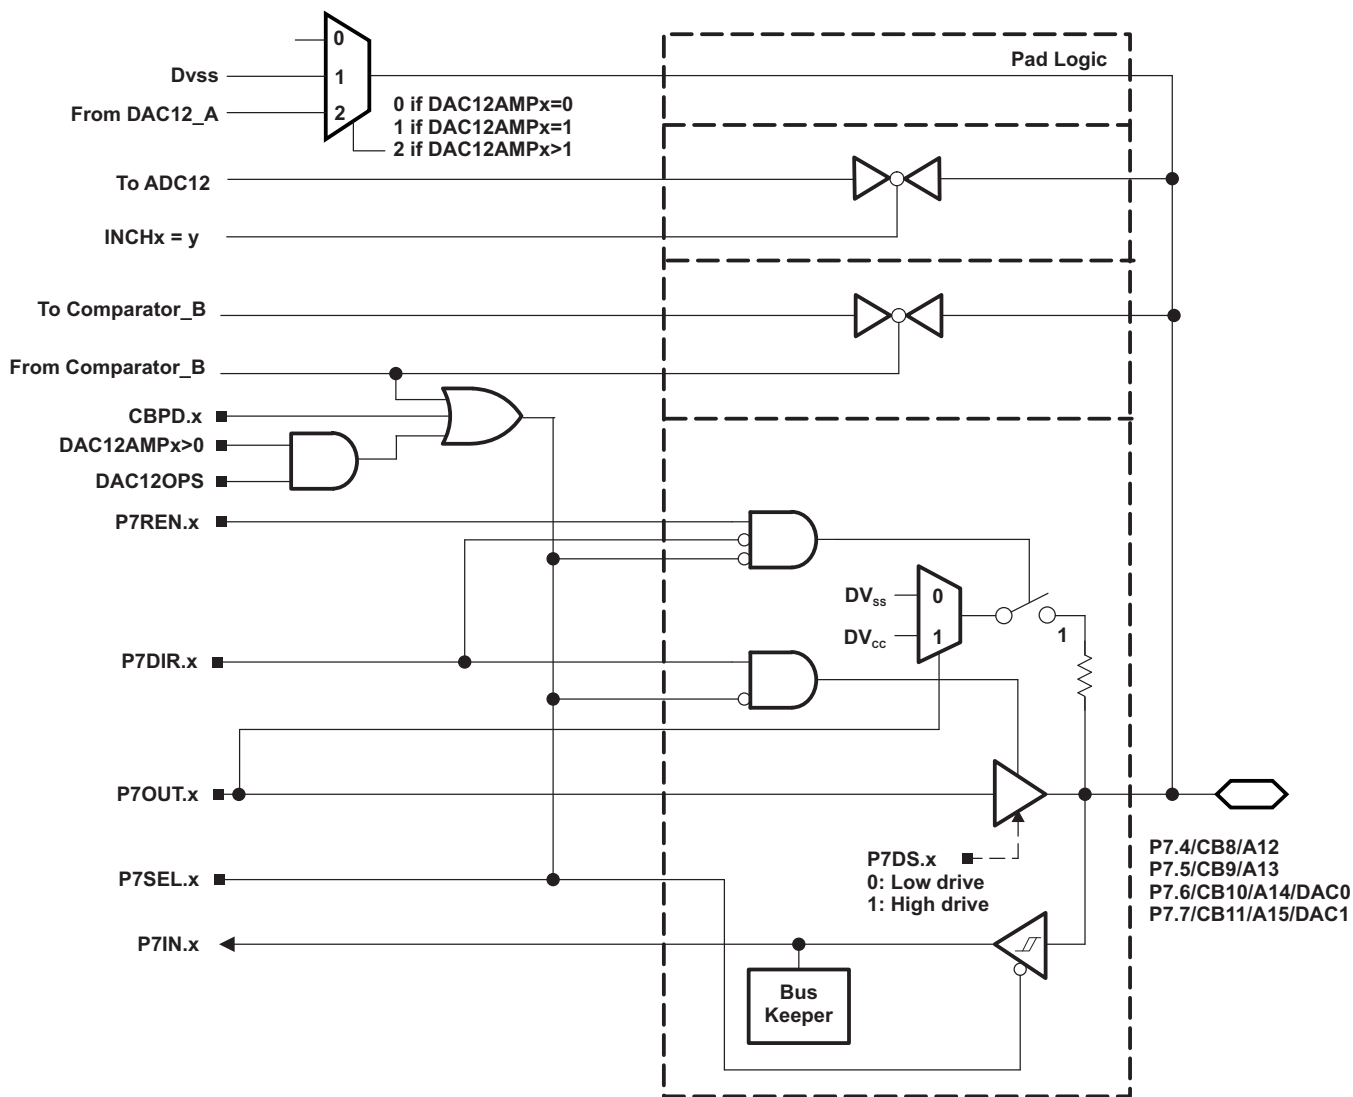 0
Pad Logic
Dvss
1
From DAC12_A
2
0 if DAC12AMPx=0
1 if DAC12AMPx=1
2 if DAC12AMPx>1
To ADC12
INCHx = y
To Comparator_B
From Comparator_B
CBPD.x
DAC12AMPx>0
DAC12OPS
P7REN.x
DVss
0
DVcc
1
1
P7DIR.x
P7OUT.x
P7DS.x
0: Low drive
1: High drive
P7.4/CB8/A12
P7.5/CB9/A13
P7.6/CB10/A14/DAC0
P7.7/CB11/A15/DAC1
P7SEL.x
P7IN.x
Bus
Keeper